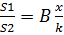 S1/S2 = B x/k